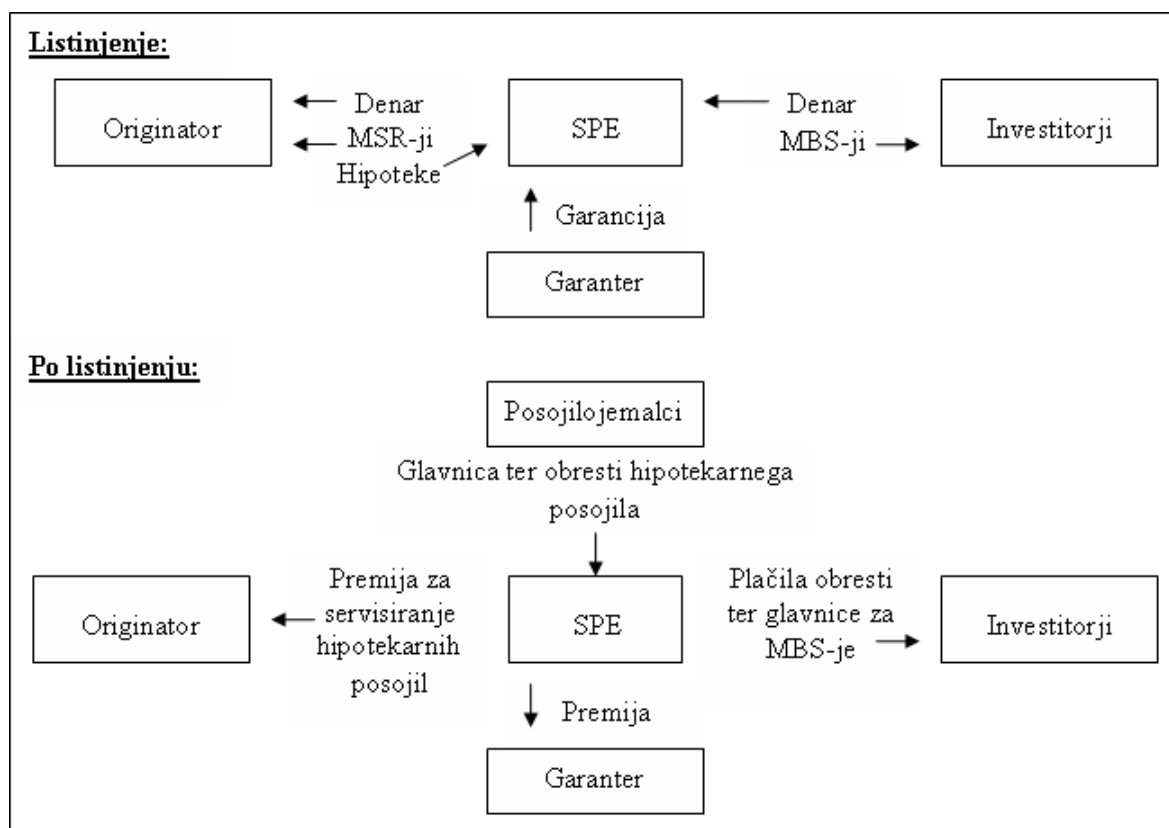 Listinjenje:
Originator
Denar
MSR-ji
Hipoteke
SPE
Denar
MBS-ji
Investitorji
Garancija
Garanter
Po listinjenju:
Posojilojemalci
Glavnica ter obresti hipotekarnega
posojila
Originator
Premija za
servisiranje
hipotekarnih
posojil
SPE
Plačila obresti
ter glavnice za
MBS-je
Investitorji
Premija
Garanter